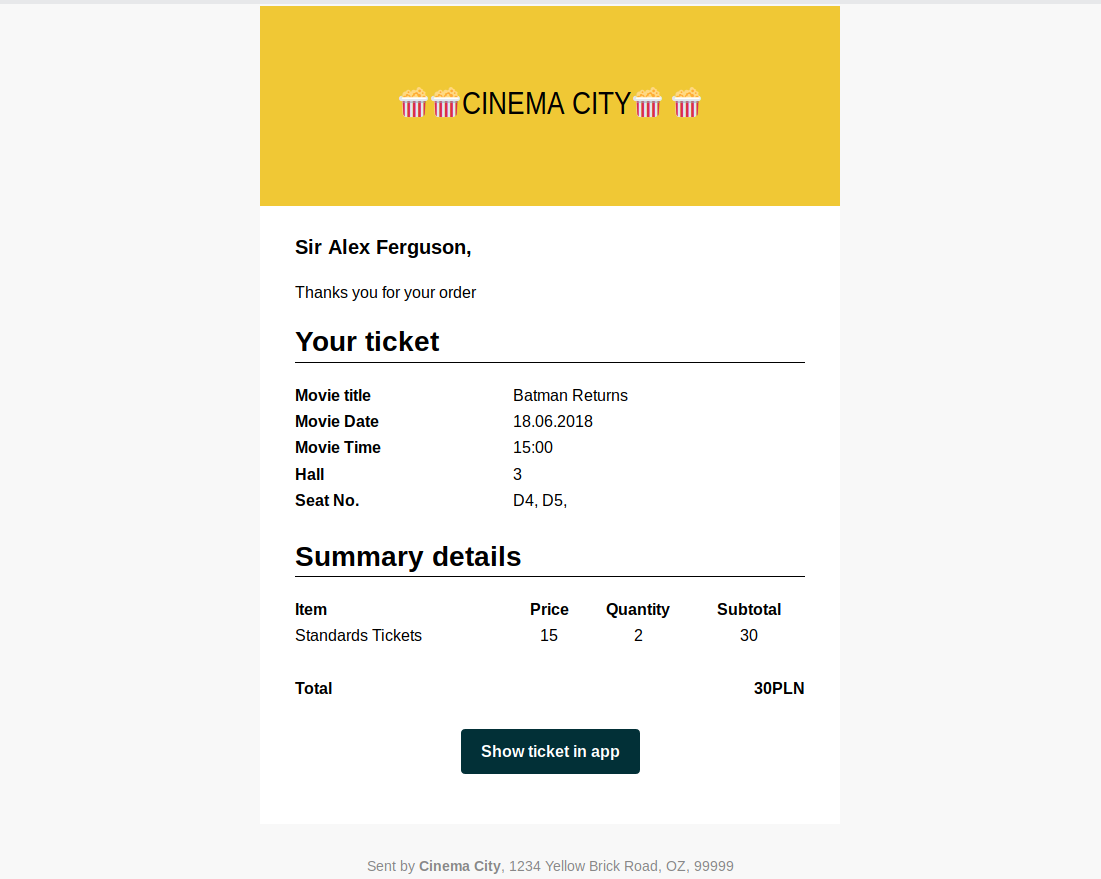 🍿🍿CINEMA CITY🍿 🍿
Sir Alex Ferguson,
Thanks you for your order
Your ticket
Movie title Batman Returns
Movie Date 18.06.2018
Movie Time 15:00
Hall 3
Seat No. D4, D5,
Summary details
Item Price Quantity Subtotal
Standards Tickets 15 2 30
Total 30PLN
Show ticket in app
Sent by Cinema City, 1234 Yellow Brick Road, OZ, 99999